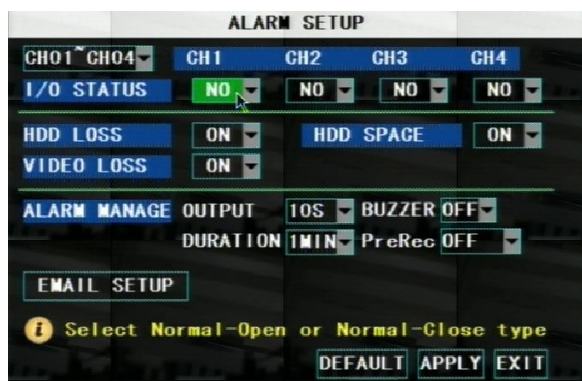 ALARM SETUP
CH01~CH04 CH1 CH2 CH3 CH4
I/O STATUS NO NO NO NO
HDD LOSS ON HDD SPACE ON
VIDEO LOSS ON
ALARM MANAGE OUTPUT 10S BUZZER OFF
DURATION 1MIN PreRec OFF
EMAIL SETUP
i Select Normal-Open or Normal-Close type
DEFAULT APPLY EXIT